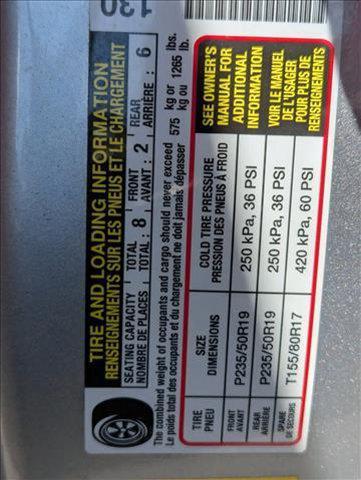 130
TIRE AND LOADING INFORMATION
RENSEIGNEMENTS SUR LES PNEUS ET LE CHARGEMENT
SEATING CAPACITY TOTAL : 8 FRONT : 2 REAR : 6
NOMBRE DE PLACES TOTAL : AVANT : ARRIÈRE :
The combined weight of occupants and cargo should never exceed 575 kg or 1265 lbs.
Le poids total des occupants et du chargement ne doit jamais dépasser kg ou lb.
TIRE SIZE COLD TIRE PRESSURE
PNEU DIMENSIONS PRESSION DES PNEUS À FROID
FRONT P235/50R19 250 kPa, 36 PSI
AVANT
REAR P235/50R19 250 kPa, 36 PSI
ARRIÈRE
SPARE T155/80R17 420 kPa, 60 PSI
DE SECOURS
SEE OWNER'S
MANUAL FOR
ADDITIONAL
INFORMATION
VOIR LE MANUEL
DE L'USAGER
POUR PLUS DE
RENSEIGNEMENTS